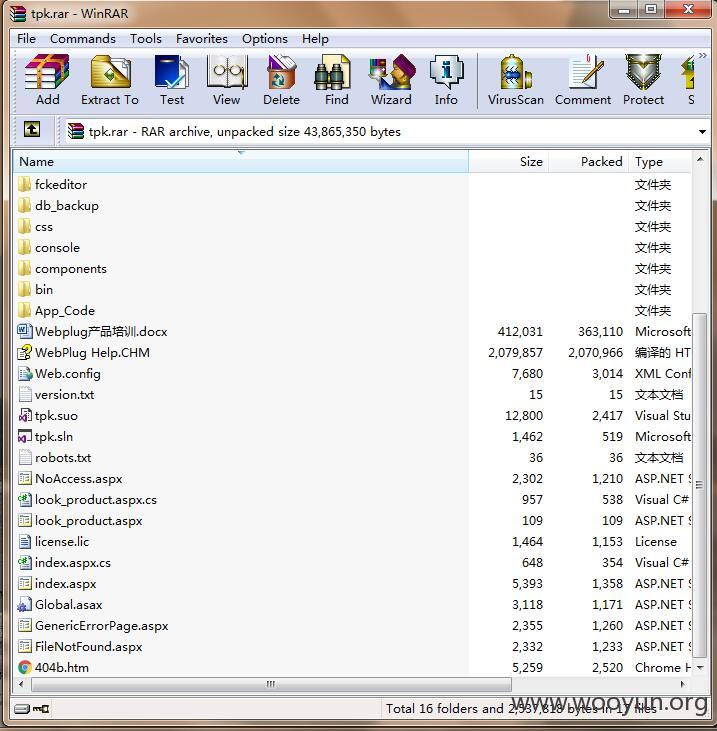 tpk.rar - WinRAR
File Commands Tools Favorites Options Help
Add Extract To Test View Delete Find Wizard Info VirusScan Comment Protect S
tpk.rar - RAR archive, unpacked size 43,865,350 bytes
Name Size Packed Type
fckeditor 文件夹
db_backup 文件夹
css 文件夹
console 文件夹
components 文件夹
bin 文件夹
App_Code 文件夹
Webplug产品培训.docx 412,031 363,110 Microsoft
WebPlug Help.CHM 2,079,857 2,070,966 编译的 HT
Web.config 7,680 3,014 XML Conf
version.txt 15 15 文本文档
tpk.suo 12,800 2,417 Visual Stu
tpk.sln 1,462 519 Microsoft
robots.txt 36 36 文本文档
NoAccess.aspx 2,302 1,210 ASP.NET S
look_product.aspx.cs 957 538 Visual C#
look_product.aspx 109 109 ASP.NET S
license.lic 1,464 1,153 License
index.aspx.cs 648 354 Visual C#
index.aspx 5,393 1,358 ASP.NET S
Global.asax 3,118 1,171 ASP.NET S
GenericErrorPage.aspx 2,355 1,260 ASP.NET S
FileNotFound.aspx 2,332 1,233 ASP.NET S
404b.htm 5,259 2,520 Chrome H
Total 16 folders and 2,537,818 bytes in 17 files
www.wooyun.org